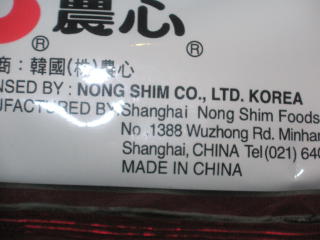 農心®
®
商：韓國(株)農心
NSED BY : NONG SHIM CO., LTD. KOREA
UFACTURED BY:Shanghai Nong Shim Foods
No .1388 Wuzhong Rd. Minhan
Shanghai, CHINA Tel(021) 640
MADE IN CHINA